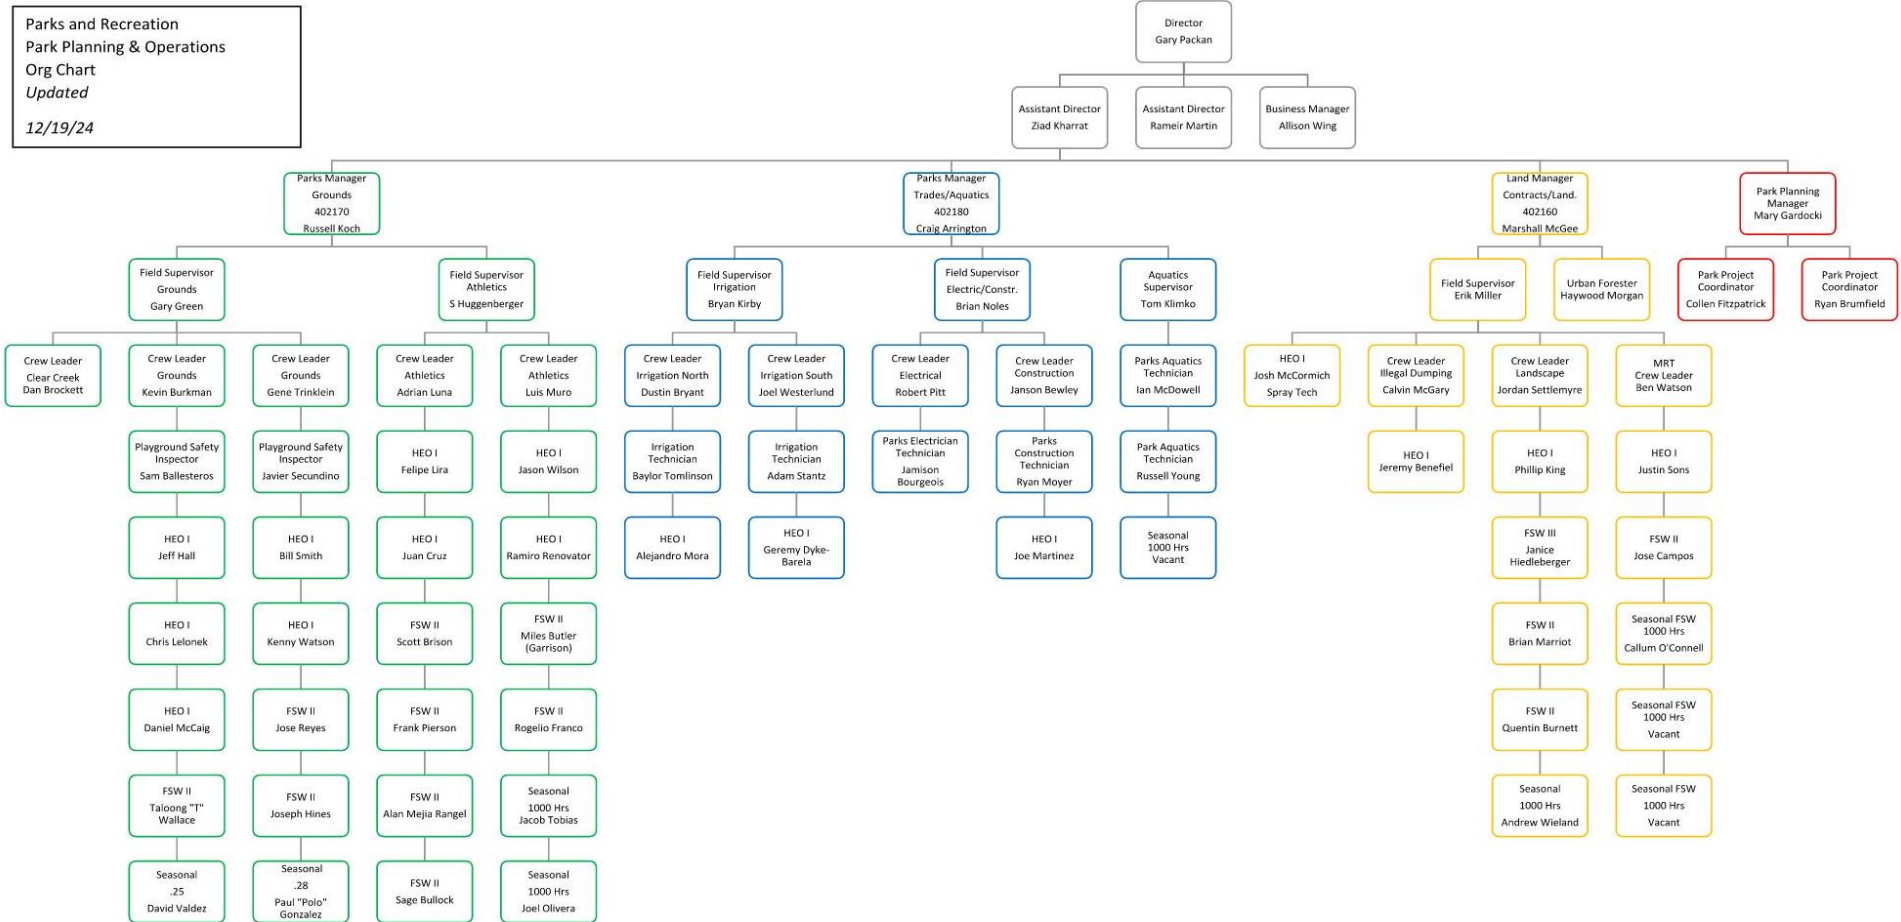 Parks and Recreation
Park Planning & Operations
Org Chart
Updated
12/19/24
Director
Gary Packan
Assistant Director
Ziad Kharrat
Assistant Director
Rameir Martin
Business Manager
Allison Wing
Parks Manager
Grounds
402170
Russell Koch
Parks Manager
Trades/Aquatics
402180
Craig Arrington
Land Manager
Contracts/Land.
402160
Marshall McGee
Park Planning
Manager
Mary Gardocki
Field Supervisor
Grounds
Gary Green
Field Supervisor
Athletics
S Huggenberger
Field Supervisor
Irrigation
Bryan Kirby
Field Supervisor
Electric/Constr.
Brian Noles
Aquatics
Supervisor
Tom Klimko
Field Supervisor
Erik Miller
Urban Forester
Haywood Morgan
Park Project
Coordinator
Collen Fitzpatrick
Park Project
Coordinator
Ryan Brumfield
Crew Leader
Clear Creek
Dan Brockett
Crew Leader
Grounds
Kevin Burkman
Crew Leader
Grounds
Gene Trinklein
Crew Leader
Athletics
Adrian Luna
Crew Leader
Athletics
Luis Muro
Crew Leader
Irrigation North
Dustin Bryant
Crew Leader
Irrigation South
Joel Westerlund
Crew Leader
Electrical
Robert Pitt
Crew Leader
Construction
Janson Bewley
Parks Aquatics
Technician
Ian McDowell
HEO I
Josh McCormich
Spray Tech
Crew Leader
Illegal Dumping
Calvin McGary
Crew Leader
Landscape
Jordan Settlemyre
MRT
Crew Leader
Ben Watson
Playground Safety
Inspector
Sam Ballesteros
Playground Safety
Inspector
Javier Secundino
HEO I
Felipe Lira
HEO I
Jason Wilson
Irrigation
Technician
Baylor Tomlinson
Irrigation
Technician
Adam Stantz
Parks Electrician
Technician
Jamison
Bourgeois
Parks
Construction
Technician
Ryan Moyer
Park Aquatics
Technician
Russell Young
HEO I
Jeremy Benefiel
HEO I
Phillip King
HEO I
Justin Sons
HEO I
Jeff Hall
HEO I
Bill Smith
HEO I
Juan Cruz
HEO I
Ramiro Renovator
HEO I
Alejandro Mora
HEO I
Geremy Dyke-
Barela
HEO I
Joe Martinez
Seasonal
1000 Hrs
Vacant
FSW III
Janice
Hiedleberger
FSW II
Jose Campos
HEO I
Chris Lelonek
HEO I
Kenny Watson
FSW II
Scott Brison
FSW II
Miles Butler
(Garrison)
FSW II
Brian Marriot
Seasonal FSW
1000 Hrs
Callum O'Connell
HEO I
Daniel McCaig
FSW II
Jose Reyes
FSW II
Frank Pierson
FSW II
Rogelio Franco
FSW II
Quentin Burnett
Seasonal FSW
1000 Hrs
Vacant
FSW II
Taloong "T"
Wallace
FSW II
Joseph Hines
FSW II
Alan Mejia Rangel
Seasonal
1000 Hrs
Jacob Tobias
Seasonal
1000 Hrs
Andrew Wieland
Seasonal FSW
1000 Hrs
Vacant
Seasonal
.25
David Valdez
Seasonal
.28
Paul "Polo"
Gonzalez
FSW II
Sage Bullock
Seasonal
1000 Hrs
Joel Olivera